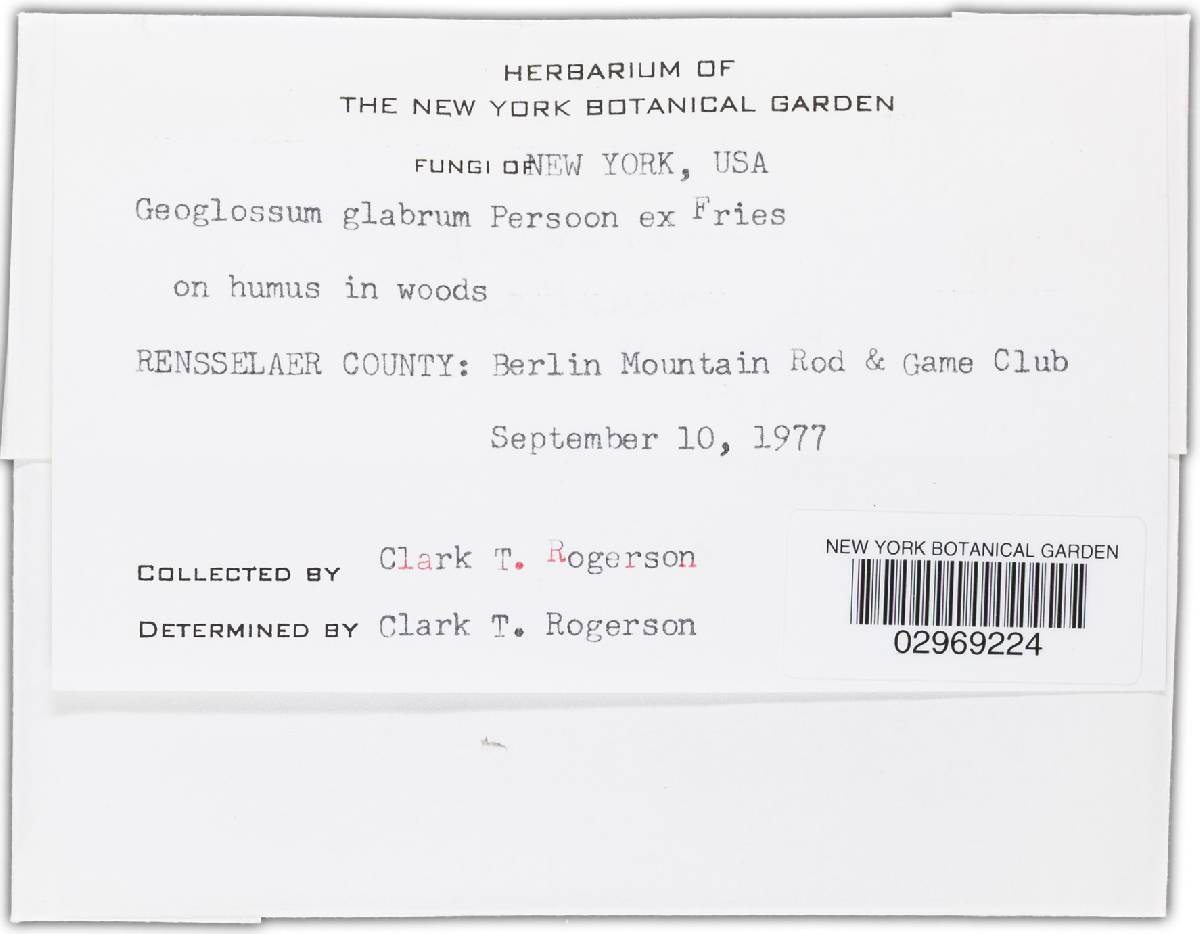 HERBARIUM OF
THE NEW YORK BOTANICAL GARDEN
FUNGI OF NEW YORK, USA
Geoglossum glabrum Persoon ex Fries
on humus in woods
RENSSELAER COUNTY: Berlin Mountain Rod & Game Club
September 10, 1977
COLLECTED BY Clark T. Rogerson
DETERMINED BY Clark T. Rogerson
NEW YORK BOTANICAL GARDEN
02969224